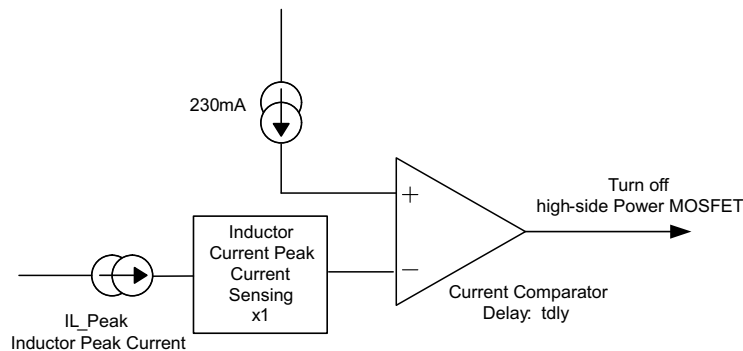 230mA
Turn off
high-side Power MOSFET
+
Inductor
Current Peak
Current
Sensing
x1
−
Current Comparator
Delay: tdly
IL_Peak
Inductor Peak Current